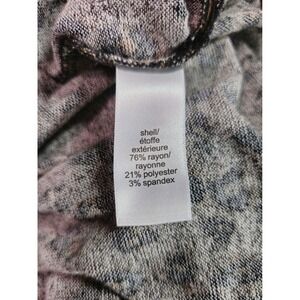 shell/
étoffe
extérieure
76% rayon/
rayonne
21% polyester
3% spandex